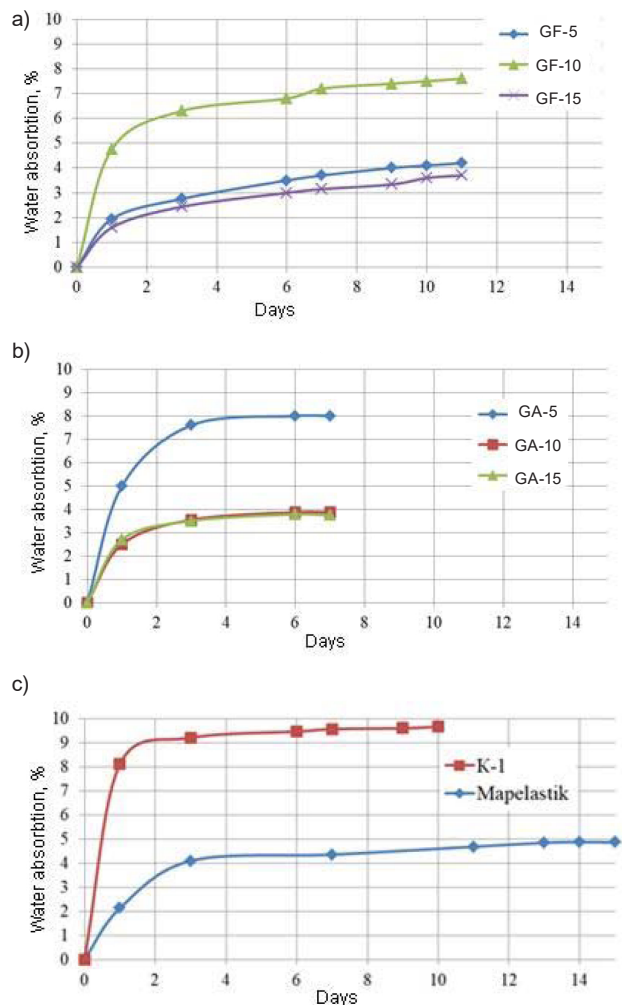 a)
10
9
8
7
6
5
4
3
2
1
0
Water absorbtion, %
0 2 4 6 8 10 12 14
Days
GF-5
GF-10
GF-15
b)
10
9
8
7
6
5
4
3
2
1
0
Water absorbtion, %
0 2 4 6 8 10 12 14
Days
GA-5
GA-10
GA-15
c)
10
9
8
7
6
5
4
3
2
1
0
Water absorbtion, %
0 2 4 6 8 10 12 14
Days
K-1
Mapelastik